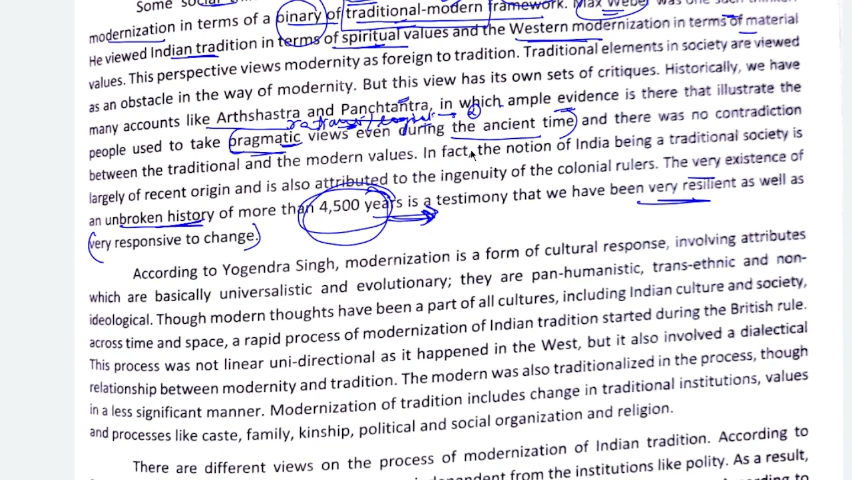 Some social
modernization in terms of a binary of traditional-modern framework. Max Weber was one such
He viewed Indian tradition in terms of spiritual values and the Western modernization in terms of material
values. This perspective views modernity as foreign to tradition. Traditional elements in society are viewed
as an obstacle in the way of modernity. But this view has its own sets of critiques. Historically, we have
many accounts like Arthshastra and Panchtantra, in which ample evidence is there that illustrate the
people used to take pragmatic views even during the ancient time and there was no contradiction
between the traditional and the modern values. In fact, the notion of India being a traditional society is
largely of recent origin and is also attributed to the ingenuity of the colonial rulers. The very existence of
an unbroken history of more than 4,500 years is a testimony that we have been very resilient as well as
very responsive to change.
According to Yogendra Singh, modernization is a form of cultural response, involving attributes
which are basically universalistic and evolutionary; they are pan-humanistic, trans-ethnic and non-
ideological. Though modern thoughts have been a part of all cultures, including Indian culture and society,
across time and space, a rapid process of modernization of Indian tradition started during the British rule.
This process was not linear uni-directional as it happened in the West, but it also involved a dialectical
relationship between modernity and tradition. The modern was also traditionalized in the process, though
in a less significant manner. Modernization of tradition includes change in traditional institutions, values
and processes like caste, family, kinship, political and social organization and religion.
There are different views on the process of modernization of Indian tradition. According to
from the institutions like polity. As a result,